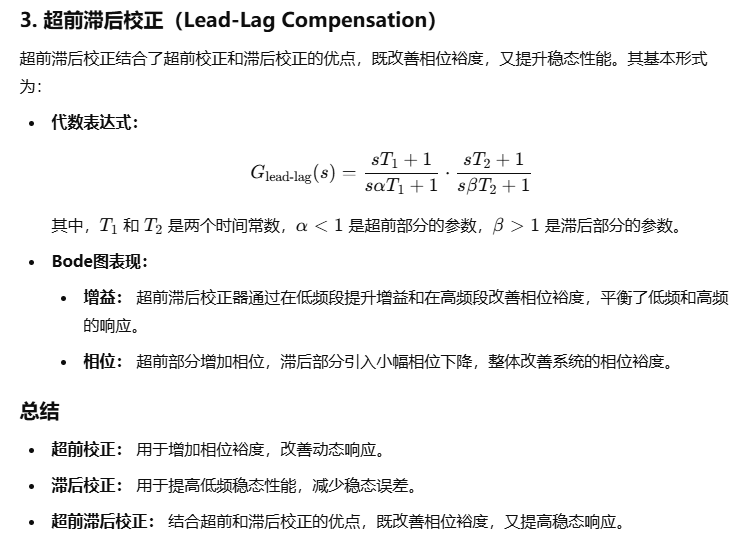 3. 超前滞后校正（Lead-Lag Compensation）
超前滞后校正结合了超前校正和滞后校正的优点，既改善相位裕度，又提升稳态性能。其基本形式
为：
• 代数表达式：
G_{lead-lag}(s) = \frac{sT_1 + 1}{sαT_1 + 1} · \frac{sT_2 + 1}{sβT_2 + 1}
其中，T_1 和 T_2 是两个时间常数，α < 1 是超前部分的参数，β > 1 是滞后部分的参数。
• Bode图表现：
• 增益： 超前滞后校正器通过在低频段提升增益和在高频段改善相位裕度，平衡了低频和高频
的响应。
• 相位： 超前部分增加相位，滞后部分引入小幅相位下降，整体改善系统的相位裕度。
总结
• 超前校正： 用于增加相位裕度，改善动态响应。
• 滞后校正： 用于提高低频稳态性能，减少稳态误差。
• 超前滞后校正： 结合超前和滞后校正的优点，既改善相位裕度，又提高稳态响应。